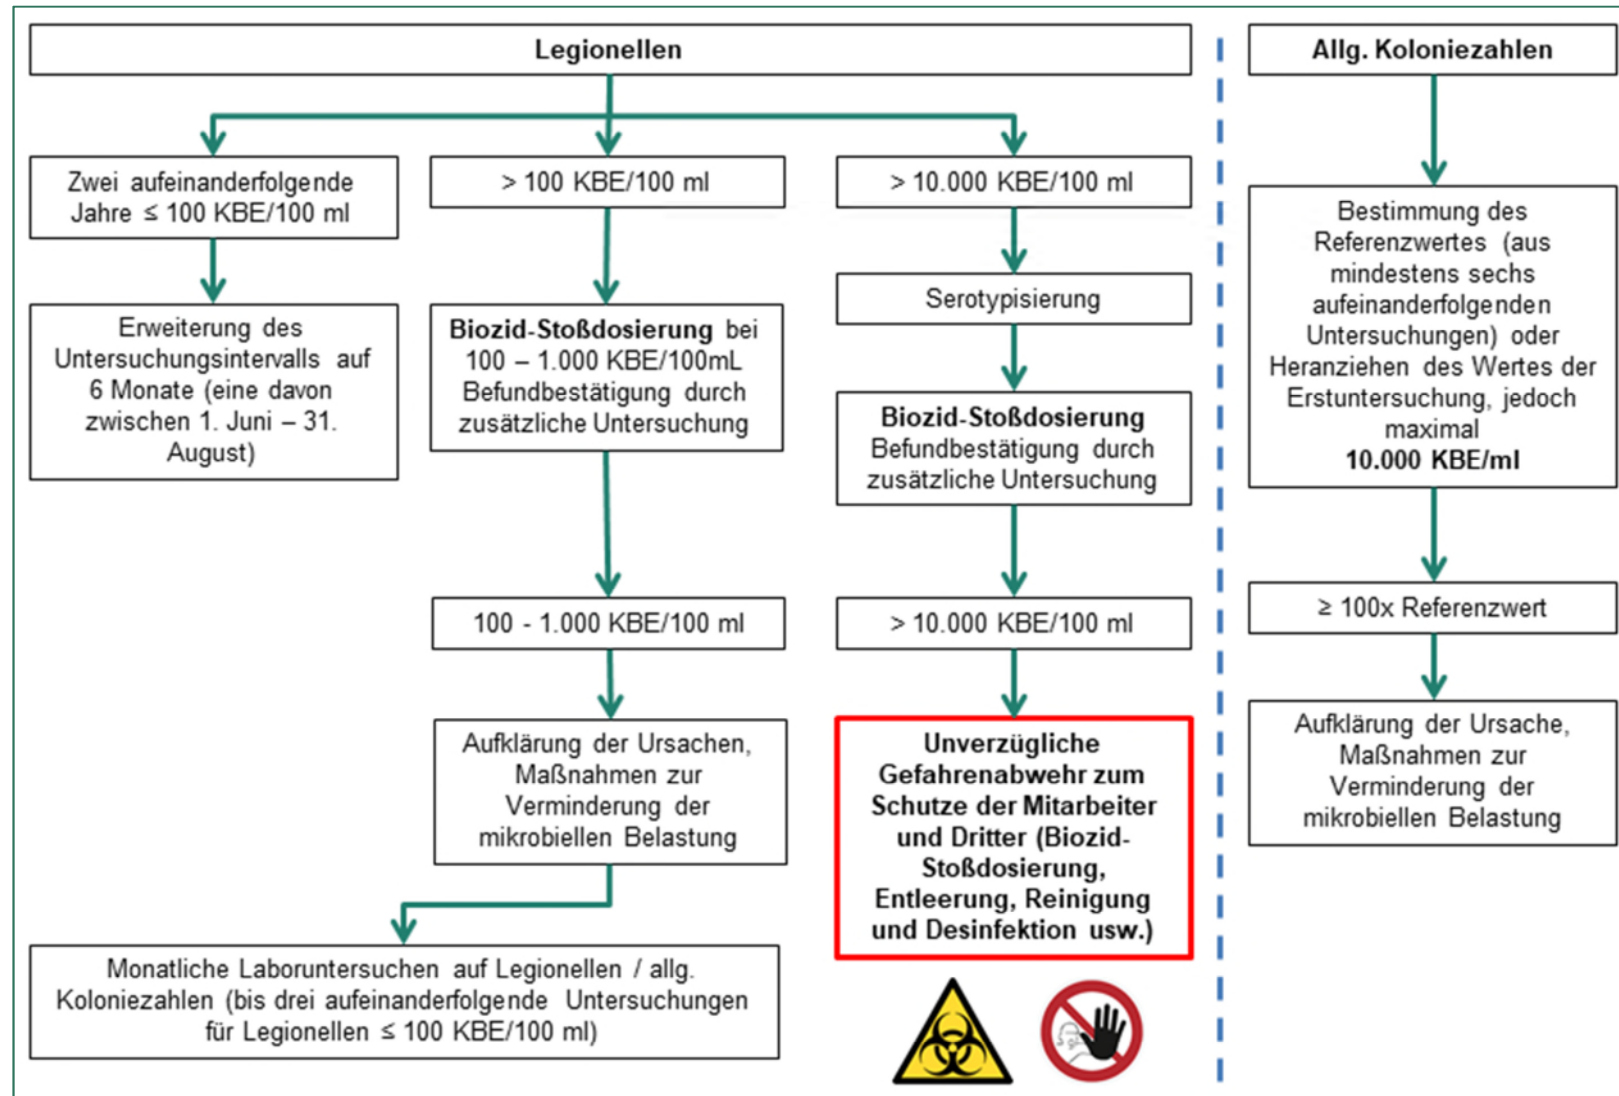 Legionellen
Zwei aufeinanderfolgende
Jahre ≤ 100 KBE/100 ml
Erweiterung des
Untersuchungsintervalls auf
6 Monate (eine davon
zwischen 1. Juni – 31.
August)
> 100 KBE/100 ml
Biozid-Stoßdosierung bei
100 – 1.000 KBE/100mL
Befundbestätigung durch
zusätzliche Untersuchung
100 - 1.000 KBE/100 ml
Aufklärung der Ursachen,
Maßnahmen zur
Verminderung der
mikrobiellen Belastung
Monatliche Laboruntersuchen auf Legionellen / allg.
Koloniezahlen (bis drei aufeinanderfolgende Untersuchungen
für Legionellen ≤ 100 KBE/100 ml)
> 10.000 KBE/100 ml
Serotypisierung
Biozid-Stoßdosierung
Befundbestätigung durch
zusätzliche Untersuchung
> 10.000 KBE/100 ml
Unverzügliche
Gefahrenabwehr zum
Schutze der Mitarbeiter
und Dritter (Biozid-
Stoßdosierung,
Entleerung, Reinigung
und Desinfektion usw.)
Allg. Koloniezahlen
Bestimmung des
Referenzwertes (aus
mindestens sechs
aufeinanderfolgenden
Untersuchungen) oder
Heranziehen des Wertes der
Erstuntersuchung, jedoch
maximal
10.000 KBE/ml
≥ 100x Referenzwert
Aufklärung der Ursache,
Maßnahmen zur
Verminderung der
mikrobiellen Belastung